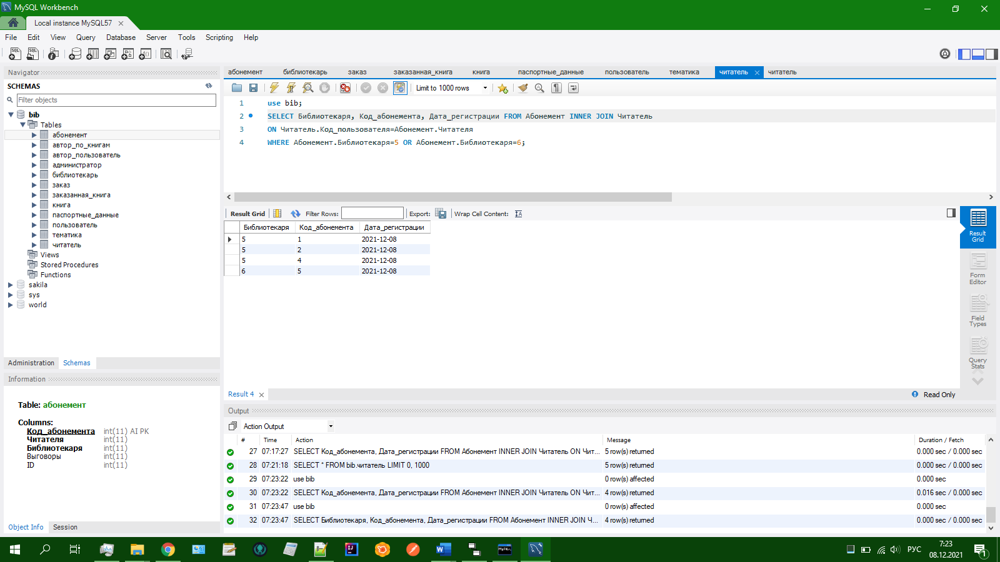 MySQL Workbench
Local instance MySQL57
File Edit View Query Database Server Tools Scripting Help
Navigator
SCHEMAS
Filter objects
bib
Tables
абонемент
автор_по_книгам
автор_пользователь
администратор
библиотекарь
заказ
заказанная_книга
книга
паспортные_данные
пользователь
тематика
читатель
Views
Stored Procedures
Functions
sakila
sys
world
Administration Schemas
Information
Table: абонемент
Columns:
Код_абонемента int(11) AI PK
Читателя int(11)
Библиотекаря int(11)
Выговоры int(11)
ID int(11)
Object Info Session
абонемент библиотекарь заказ заказанная_книга книга паспортные_данные пользователь тематика читатель читатель
Limit to 1000 rows
1 use bib;
2 SELECT Библиотекаря, Код_абонемента, Дата_регистрации FROM Абонемент INNER JOIN Читатель
3 ON Читатель.Код_пользователя=Абонемент.Читателя
4 WHERE Абонемент.Библиотекаря=5 OR Абонемент.Библиотекаря=6;
Result Grid Filter Rows: Export: Wrap Cell Content:
Библиотекаря Код_абонемента Дата_регистрации
5 1 2021-12-08
5 2 2021-12-08
5 4 2021-12-08
6 5 2021-12-08
Result Grid
Form Editor
Field Types
Query Stats
Result 4
Read Only
Output
Action Output
# Time Action Message Duration / Fetch
27 07:17:27 SELECT Код_абонемента, Дата_регистрации FROM Абонемент INNER JOIN Читатель ON Чит... 5 row(s) returned 0.000 sec / 0.000 sec
28 07:21:18 SELECT * FROM bib.читатель LIMIT 0, 1000 5 row(s) returned 0.000 sec / 0.000 sec
29 07:23:22 use bib 0 row(s) affected 0.000 sec
30 07:23:22 SELECT Код_абонемента, Дата_регистрации FROM Абонемент INNER JOIN Читатель ON Чит... 4 row(s) returned 0.016 sec / 0.000 sec
31 07:23:47 use bib 0 row(s) affected 0.000 sec
32 07:23:47 SELECT Библиотекаря, Код_абонемента, Дата_регистрации FROM Абонемент INNER JOIN Ч... 4 row(s) returned 0.000 sec / 0.000 sec
РУС
7:23
08.12.2021
1